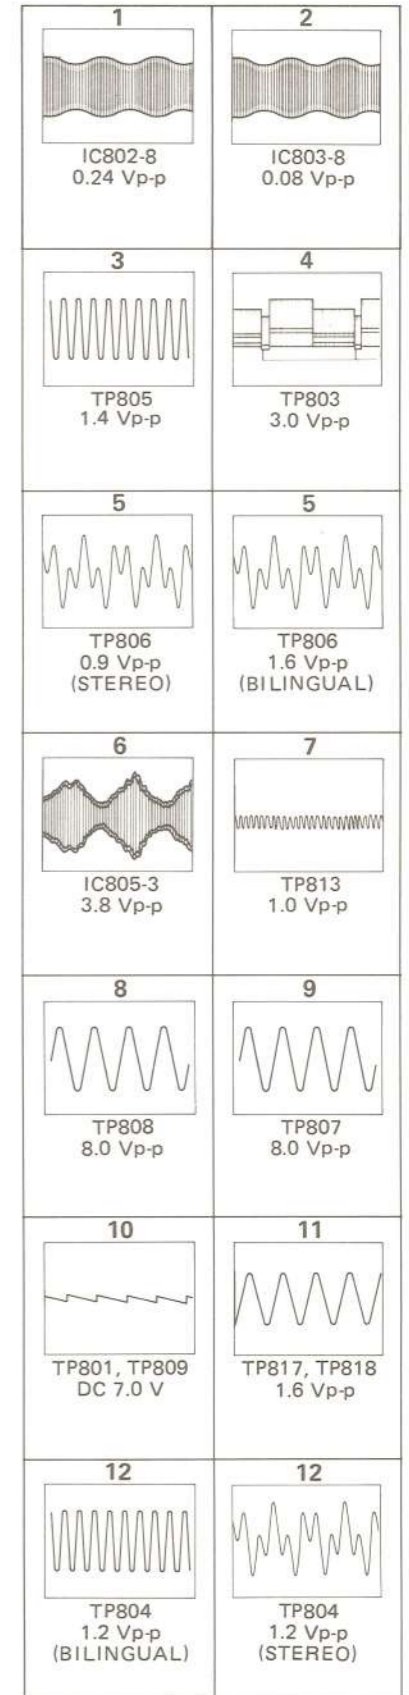 1
IC802-8
0.24 Vp-p
2
IC803-8
0.08 Vp-p
3
TP805
1.4 Vp-p
4
TP803
3.0 Vp-p
5
TP806
0.9 Vp-p
(STEREO)
5
TP806
1.6 Vp-p
(BILINGUAL)
6
IC805-3
3.8 Vp-p
7
TP813
1.0 Vp-p
8
TP808
8.0 Vp-p
9
TP807
8.0 Vp-p
10
TP801, TP809
DC 7.0 V
11
TP817, TP818
1.6 Vp-p
12
TP804
1.2 Vp-p
(BILINGUAL)
12
TP804
1.2 Vp-p
(STEREO)